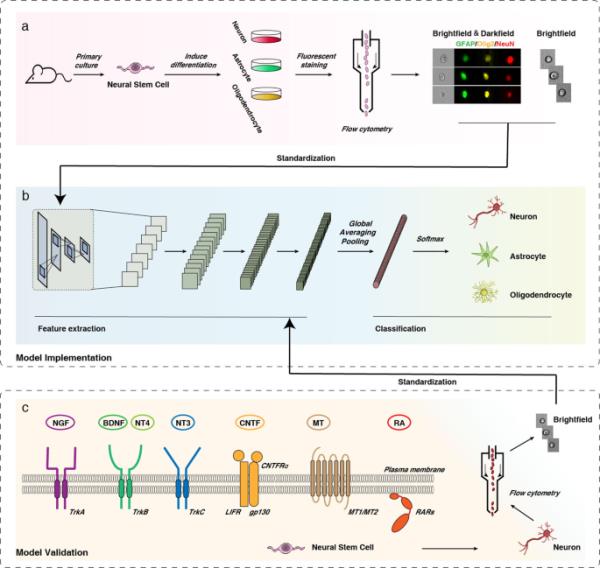 a
Primary
culture
Neural Stem Cell
induce
differentiation
Neuron
Astrocyte
Oligodendrocyte
Fluorescent
staining
Flow cytometry
Brightfield & Darkfield
GFAP/Olig2/NeuN
Brightfield
Standardization
b
Global
Averaging
Pooling
Softmax
Neuron
Astrocyte
Oligodendrocyte
Feature extraction
Classification
Model Implementation
Standardization
c
NGF
BDNF
NT4
NT3
CNTF
MT
RA
Brightfield
CNTFRα
Plasma membrane
TrkA
TrkB
TrkC
LIFR
gp130
MT1/MT2
RARs
Flow cytometry
Neural Stem Cell
Neuron
Model Validation